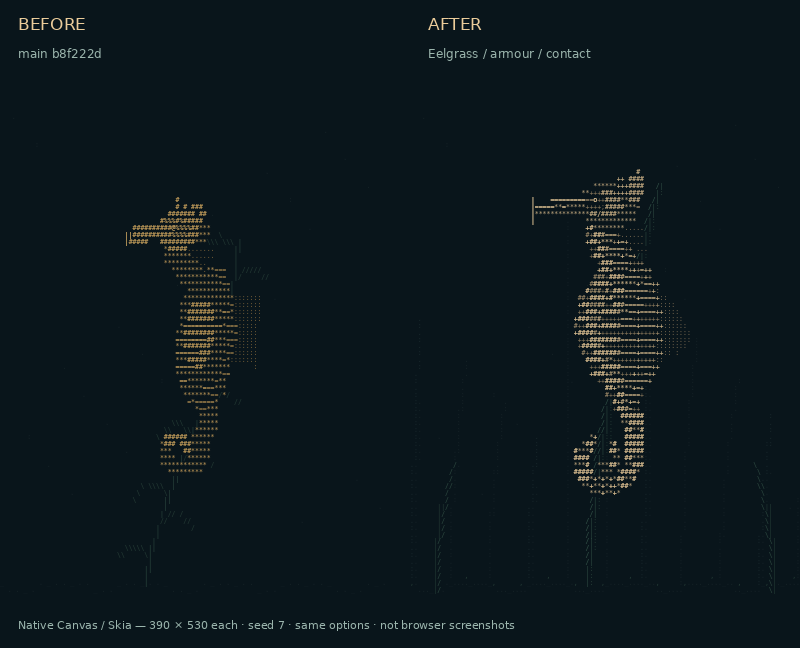 BEFORE
main b8f222d
AFTER
Eelgrass / armour / contact
Native Canvas / Skia — 390 × 530 each · seed 7 · same options · not browser screenshots